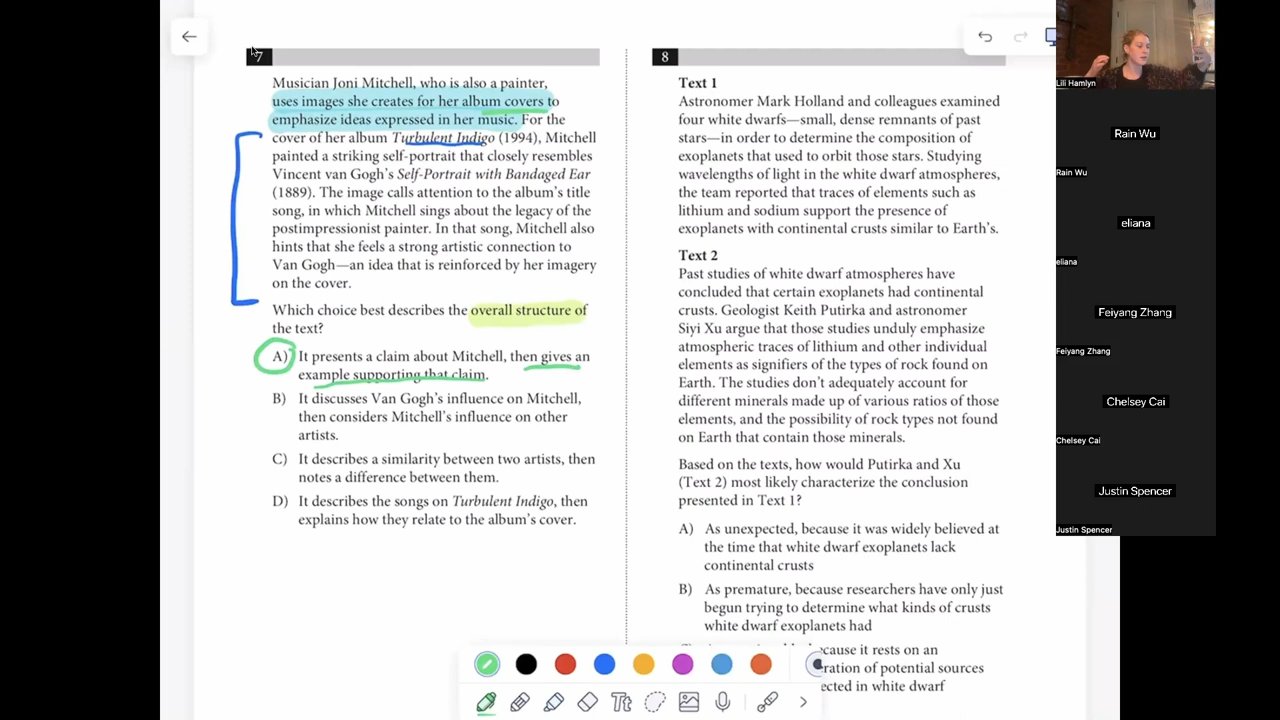 7
Musician Joni Mitchell, who is also a painter,
uses images she creates for her album covers to
emphasize ideas expressed in her music. For the
cover of her album Turbulent Indigo (1994), Mitchell
painted a striking self-portrait that closely resembles
Vincent van Gogh's Self-Portrait with Bandaged Ear
(1889). The image calls attention to the album's title
song, in which Mitchell sings about the legacy of the
postimpressionist painter. In that song, Mitchell also
hints that she feels a strong artistic connection to
Van Gogh—an idea that is reinforced by her imagery
on the cover.
Which choice best describes the overall structure of
the text?
A) It presents a claim about Mitchell, then gives an
example supporting that claim.
B) It discusses Van Gogh's influence on Mitchell,
then considers Mitchell's influence on other
artists.
C) It describes a similarity between two artists, then
notes a difference between them.
D) It describes the songs on Turbulent Indigo, then
explains how they relate to the album's cover.
8
Text 1
Astronomer Mark Holland and colleagues examined
four white dwarfs—small, dense remnants of past
stars—in order to determine the composition of
exoplanets that used to orbit those stars. Studying
wavelengths of light in the white dwarf atmospheres,
the team reported that traces of elements such as
lithium and sodium support the presence of
exoplanets with continental crusts similar to Earth's.
Text 2
Past studies of white dwarf atmospheres have
concluded that certain exoplanets had continental
crusts. Geologist Keith Putirka and astronomer
Siyi Xu argue that those studies unduly emphasize
atmospheric traces of lithium and other individual
elements as signifiers of the types of rock found on
Earth. The studies don't adequately account for
different minerals made up of various ratios of those
elements, and the possibility of rock types not found
on Earth that contain those minerals.
Based on the texts, how would Putirka and Xu
(Text 2) most likely characterize the conclusion
presented in Text 1?
A) As unexpected, because it was widely believed at
the time that white dwarf exoplanets lack
continental crusts
B) As premature, because researchers have only just
begun trying to determine what kinds of crusts
white dwarf exoplanets had
because it rests on an
of potential sources
in white dwarf
Tt
Lili Hamlyn
Rain Wu
Rain Wu
eliana
eliana
Feiyang Zhang
Feiyang Zhang
Chelsey Cai
Chelsey Cai
Justin Spencer
Justin Spencer